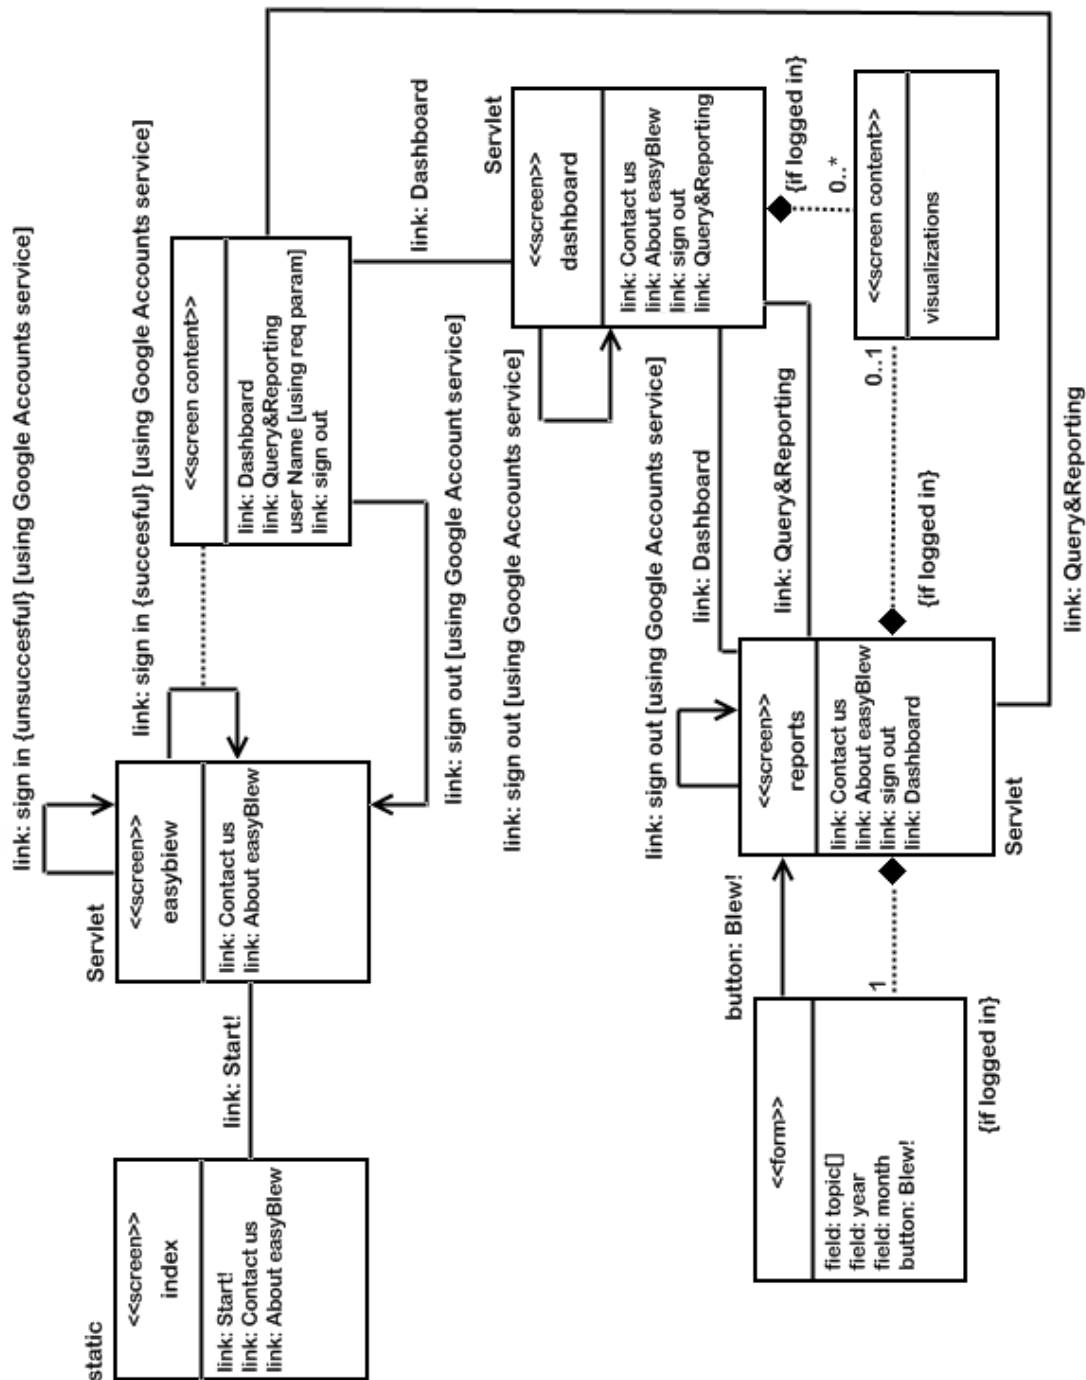 static
<<screen>>
index
link: Start!
link: Contact us
link: About easyBlew
link: Start!
Servlet
<<screen>>
easybiew
link: Contact us
link: About easyBlew
link: sign in {unsuccesful} [using Google Accounts service]
link: sign in {succesful} [using Google Accounts service]
<<screen content>>
link: Dashboard
link: Query&Reporting
user Name [using req param]
link: sign out
link: sign out [using Google Account service]
link: Dashboard
Servlet
<<screen>>
dashboard
link: Contact us
link: About easyBlew
link: sign out
link: Query&Reporting
link: sign out [using Google Accounts service]
{if logged in}
0..*
<<screen content>>
visualizations
0..1
{if logged in}
link: Dashboard
link: Query&Reporting
link: sign out [using Google Accounts service]
<<screen>>
reports
link: Contact us
link: About easyBlew
link: sign out
link: Dashboard
Servlet
link: Query&Reporting
button: Blew!
1
<<form>>
field: topic[]
field: year
field: month
button: Blew!
{if logged in}